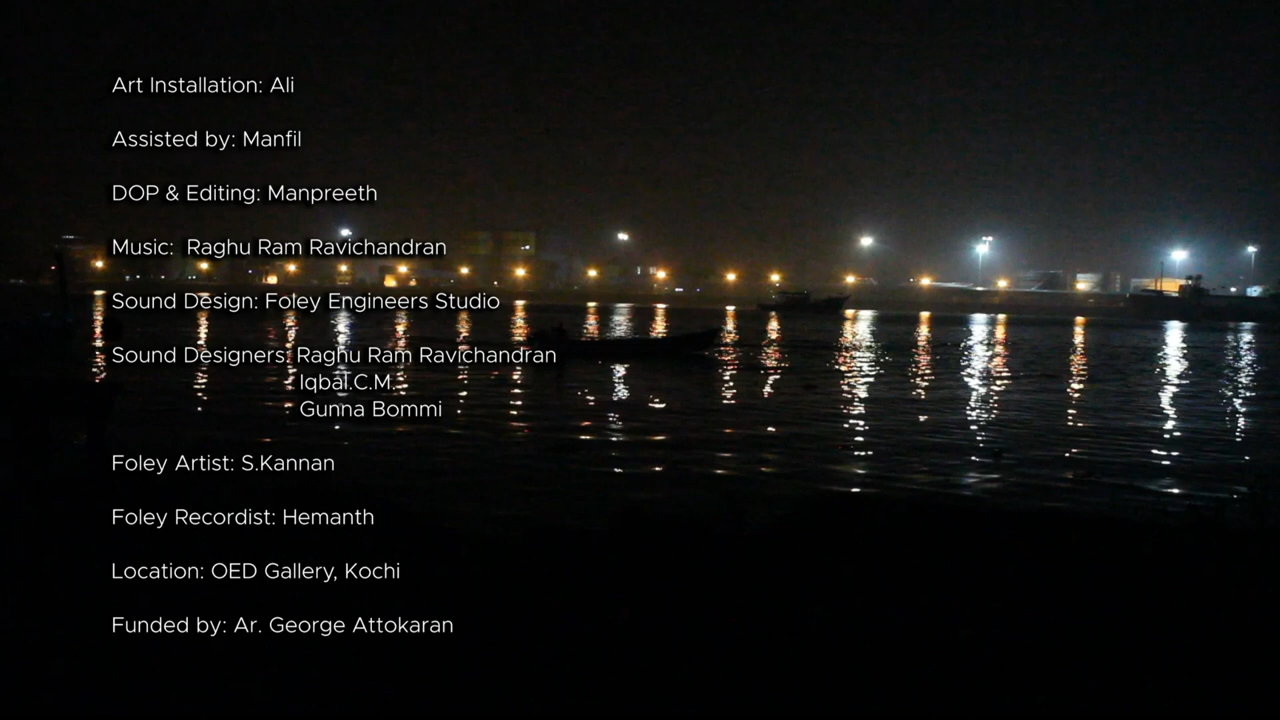 Art Installation: Ali
Assisted by: Manfil
DOP & Editing: Manpreeth
Music:  Raghu Ram Ravichandran
Sound Design: Foley Engineers Studio
Sound Designers: Raghu Ram Ravichandran
Iqbal.C.M.
Gunna Bommi
Foley Artist: S.Kannan
Foley Recordist: Hemanth
Location: OED Gallery, Kochi
Funded by: Ar. George Attokaran